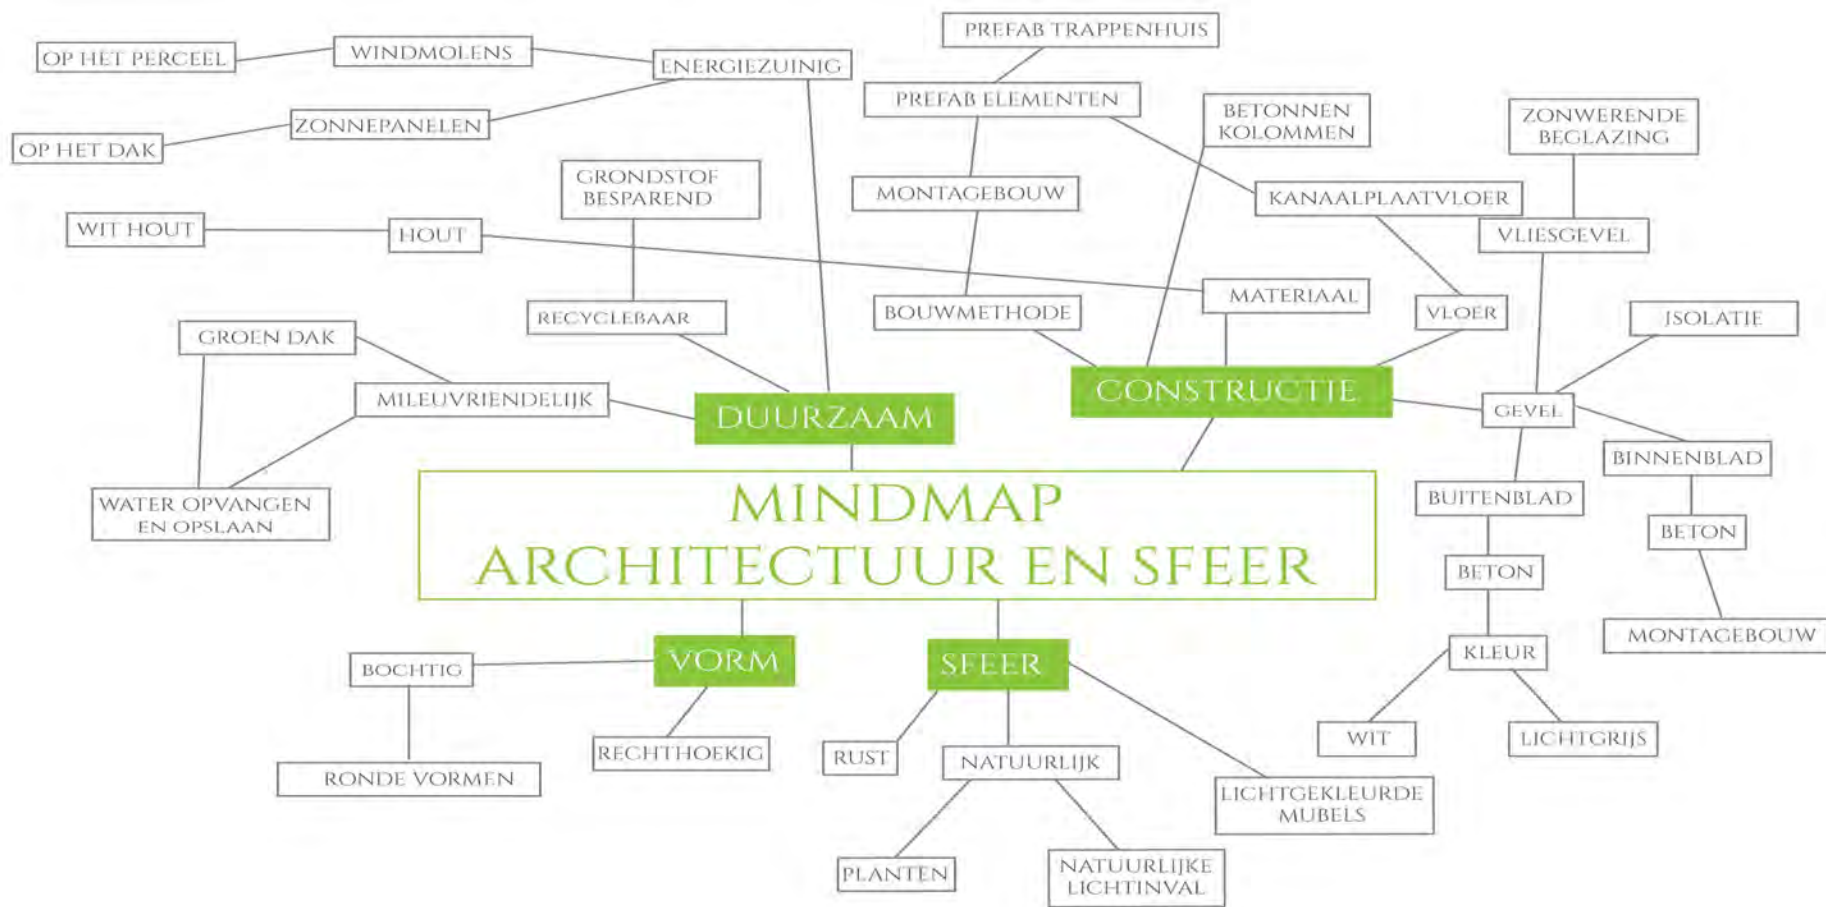 PREFAB TRAPPENHUIS
OP HET PERCEEL
WINDMOLENS
ENERGIEZUINIG
PREFAB ELEMENTEN
BETONNEN
KOLOMMEN
ZONWERENDE
BEGLAZING
ZONNEPANELEN
OP HET DAK
GRONDSTOF
BESPAREND
MONTAGEBOUW
KANAALPLAATVLOER
WIT HOUT
HOUT
VLIESGEVEL
MATERIAAL
BOUWMETHODE
VLOER
RECYCLEBAAR
ISOLATIE
GROEN DAK
MILEUVRIENDELIJK
DUURZAAM
CONSTRUCTIE
GEVEL
BINNENBLAD
WATER OPVANGEN
EN OPSLAAN
MINDMAP
ARCHITECTUUR EN SFEER
BUITENBLAD
BETON
BETON
MONTAGEBOUW
KLEUR
BOCHTIG
VORM
SFEER
WIT
LICHTGRIJS
RONDE VORMEN
RECHTHOEKIG
RUST
NATUURLIJK
LICHTGEKLEURDE
MUBELS
PLANTEN
NATUURLIJKE
LICHTINVAL